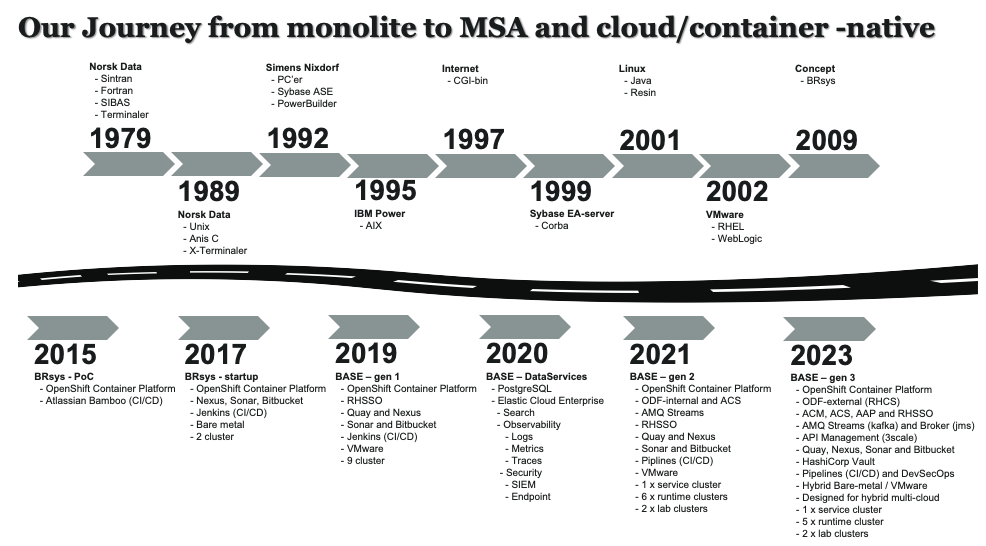 Our Journey from monolite to MSA and cloud/container -native
Norsk Data
- Sintran
- Fortran
- SIBAS
- Terminaler
1979
1989
Norsk Data
- Unix
- Anis C
- X-Terminaler
Simens Nixdorf
- PC'er
- Sybase ASE
- PowerBuilder
1992
1995
IBM Power
- AIX
Internet
- CGI-bin
1997
1999
Sybase EA-server
- Corba
Linux
- Java
- Resin
2001
2002
VMware
- RHEL
- WebLogic
Concept
- BRsys
2009
2015
BRsys - PoC
- OpenShift Container Platform
- Atlassian Bamboo (CI/CD)
2017
BRsys - startup
- OpenShift Container Platform
- Nexus, Sonar, Bitbucket
- Jenkins (CI/CD)
- Bare metal
- 2 cluster
2019
BASE – gen 1
- OpenShift Container Platform
- RHSSO
- Quay and Nexus
- Sonar and Bitbucket
- Jenkins (CI/CD)
- VMware
- 9 cluster
2020
BASE – DataServices
- PostgreSQL
- Elastic Cloud Enterprise
- Search
- Observability
- Logs
- Metrics
- Traces
- Security
- SIEM
- Endpoint
2021
BASE – gen 2
- OpenShift Container Platform
- ODF-internal and ACS
- AMQ Streams
- RHSSO
- Quay and Nexus
- Sonar and Bitbucket
- Piplines (CI/CD)
- VMware
- 1 x service cluster
- 6 x runtime clusters
- 2 x lab clusters
2023
BASE – gen 3
- OpenShift Container Platform
- ODF-external (RHCS)
- ACM, ACS, AAP and RHSSO
- AMQ Streams (kafka) and Broker (jms)
- API Management (3scale)
- Quay, Nexus, Sonar and Bitbucket
- HashiCorp Vault
- Pipelines (CI/CD) and DevSecOps
- Hybrid Bare-metal / VMware
- Designed for hybrid multi-cloud
- 1 x service cluster
- 5 x runtime cluster
- 2 x lab clusters